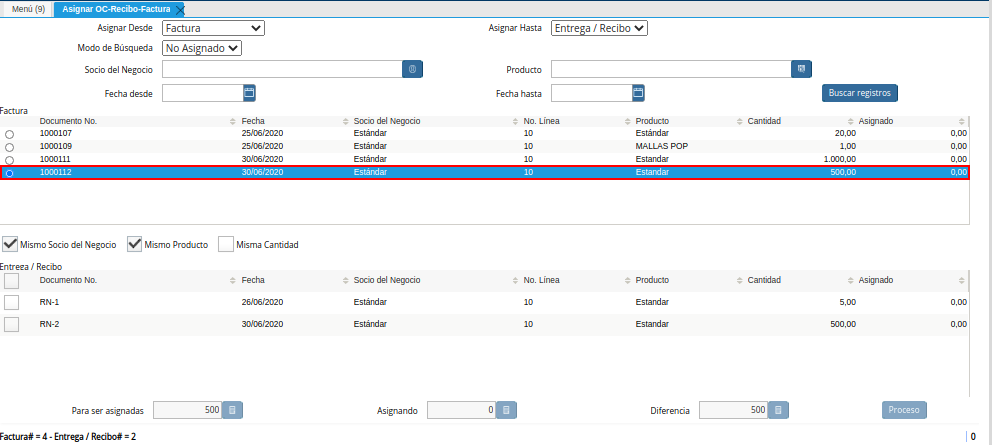 Menú (9) Asignar OC-Recibo-Factura
Asignar Desde Factura Asignar Hasta Entrega / Recibo
Modo de Búsqueda No Asignado
Socio del Negocio Producto
Fecha desde Fecha hasta Buscar registros
Factura
Documento No. Fecha Socio del Negocio No. Línea Producto Cantidad Asignado
1000107 25/06/2020 Estándar 10 Estándar 20,00 0,00
1000109 25/06/2020 Estándar 10 MALLAS POP 1,00 0,00
1000111 30/06/2020 Estándar 10 Estandar 1.000,00 0,00
1000112 30/06/2020 Estándar 10 Estandar 500,00 0,00
Mismo Socio del Negocio Mismo Producto Misma Cantidad
Entrega / Recibo
Documento No. Fecha Socio del Negocio No. Línea Producto Cantidad Asignado
RN-1 26/06/2020 Estándar 10 Estandar 5,00 0,00
RN-2 30/06/2020 Estándar 10 Estandar 500,00 0,00
Para ser asignadas 500 Asignando 0 Diferencia 500 Proceso
Factura# = 4 - Entrega / Recibo# = 2 0